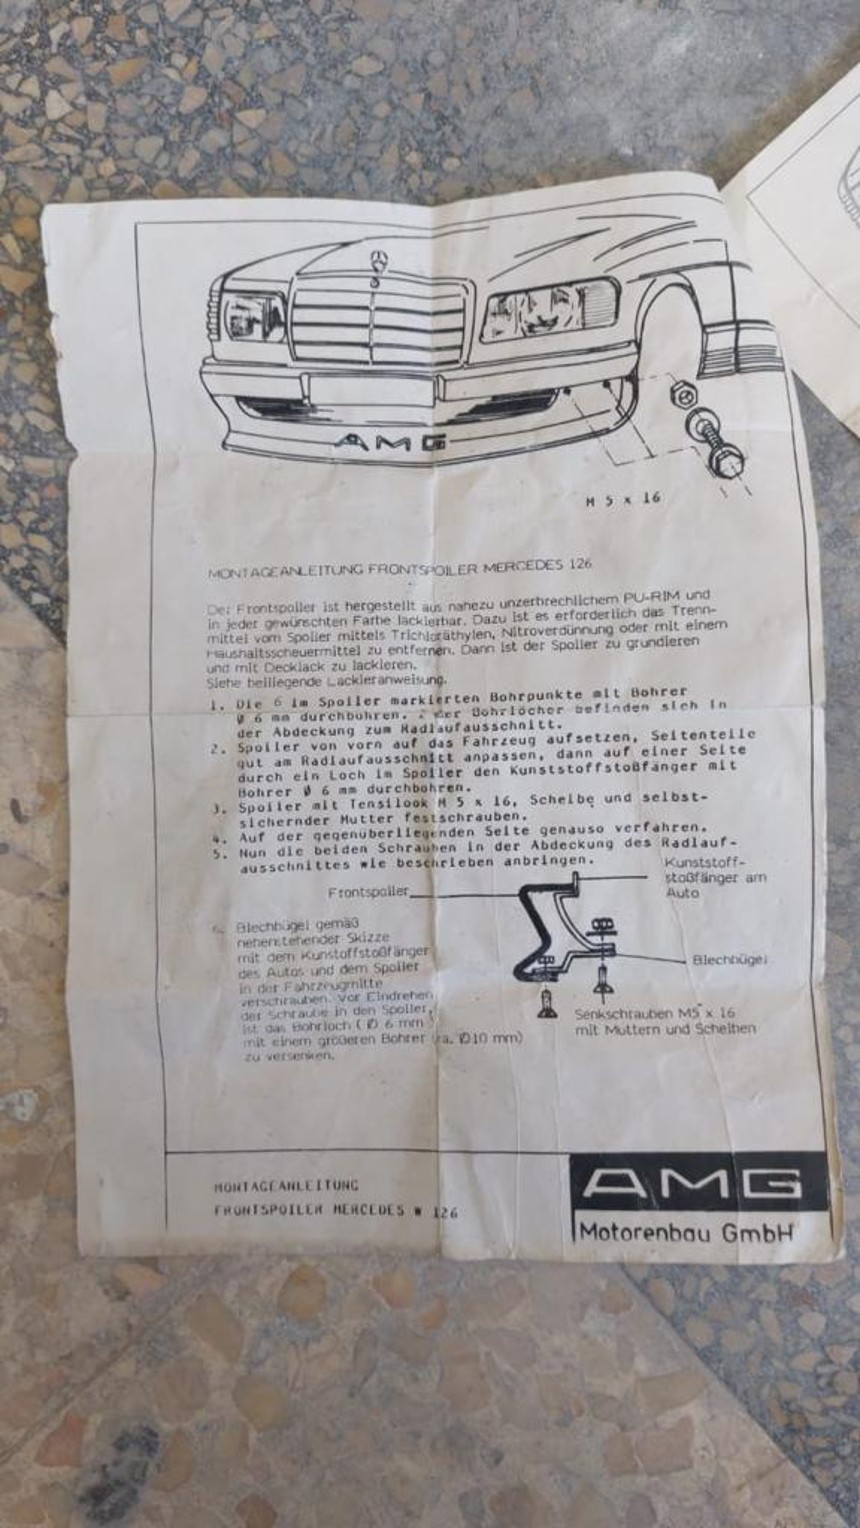 AMG
M 5 x 16
MONTAGEANLEITUNG FRONTSPOILER MERCEDES 126
Der Frontspoiler ist hergestellt aus nahezu unzerbrechlichem PU-RIM und
in jeder gewünschten Farbe lackierbar. Dazu ist es erforderlich das Trenn-
mittel vom Spoiler mittels Trichloräthylen, Nitroverdünnung oder mit einem
Haushaltsscheuermittel zu entfernen. Dann ist der Spoiler zu grundieren
und mit Decklack zu lackieren.
Siehe beiliegende Lackieranweisung.
1. Die 6 im Spoiler markierten Bohrpunkte mit Bohrer
Ø 6 mm durchbohren. 2 der Bohrlöcher befinden sich in
der Abdeckung zum Radlaufausschnitt.
2. Spoiler von vorn auf das Fahrzeug aufsetzen, Seitenteile
gut am Radlaufausschnitt anpassen, dann auf einer Seite
durch ein Loch im Spoiler den Kunststoffstoßfänger mit
Bohrer Ø 6 mm durchbohren.
3. Spoiler mit Tensilook M 5 x 16, Scheibe und selbst-
sichernder Mutter festschrauben.
4. Auf der gegenüberliegenden Seite genauso verfahren.
5. Nun die beiden Schrauben in der Abdeckung des Radlauf-
ausschnittes wie beschrieben anbringen.
Kunststoff-
stoßfänger am
Auto
Frontspoiler
6. Blechbügel gemäß
nebenstehender Skizze
mit dem Kunststoffstoßfänger
des Autos und dem Spoiler
in der Fahrzeugmitte
verschrauben. Vor Eindrehen
der Schraube in den Spoiler,
ist das Bohrloch (Ø 6 mm)
mit einem größeren Bohrer (ca. Ø10 mm)
zu versenken.
Blechbügel
Senkschrauben M5 x 16
mit Muttern und Scheiben
MONTAGEANLEITUNG
FRONTSPOILER MERCEDES W 126
AMG
Motorenbau GmbH